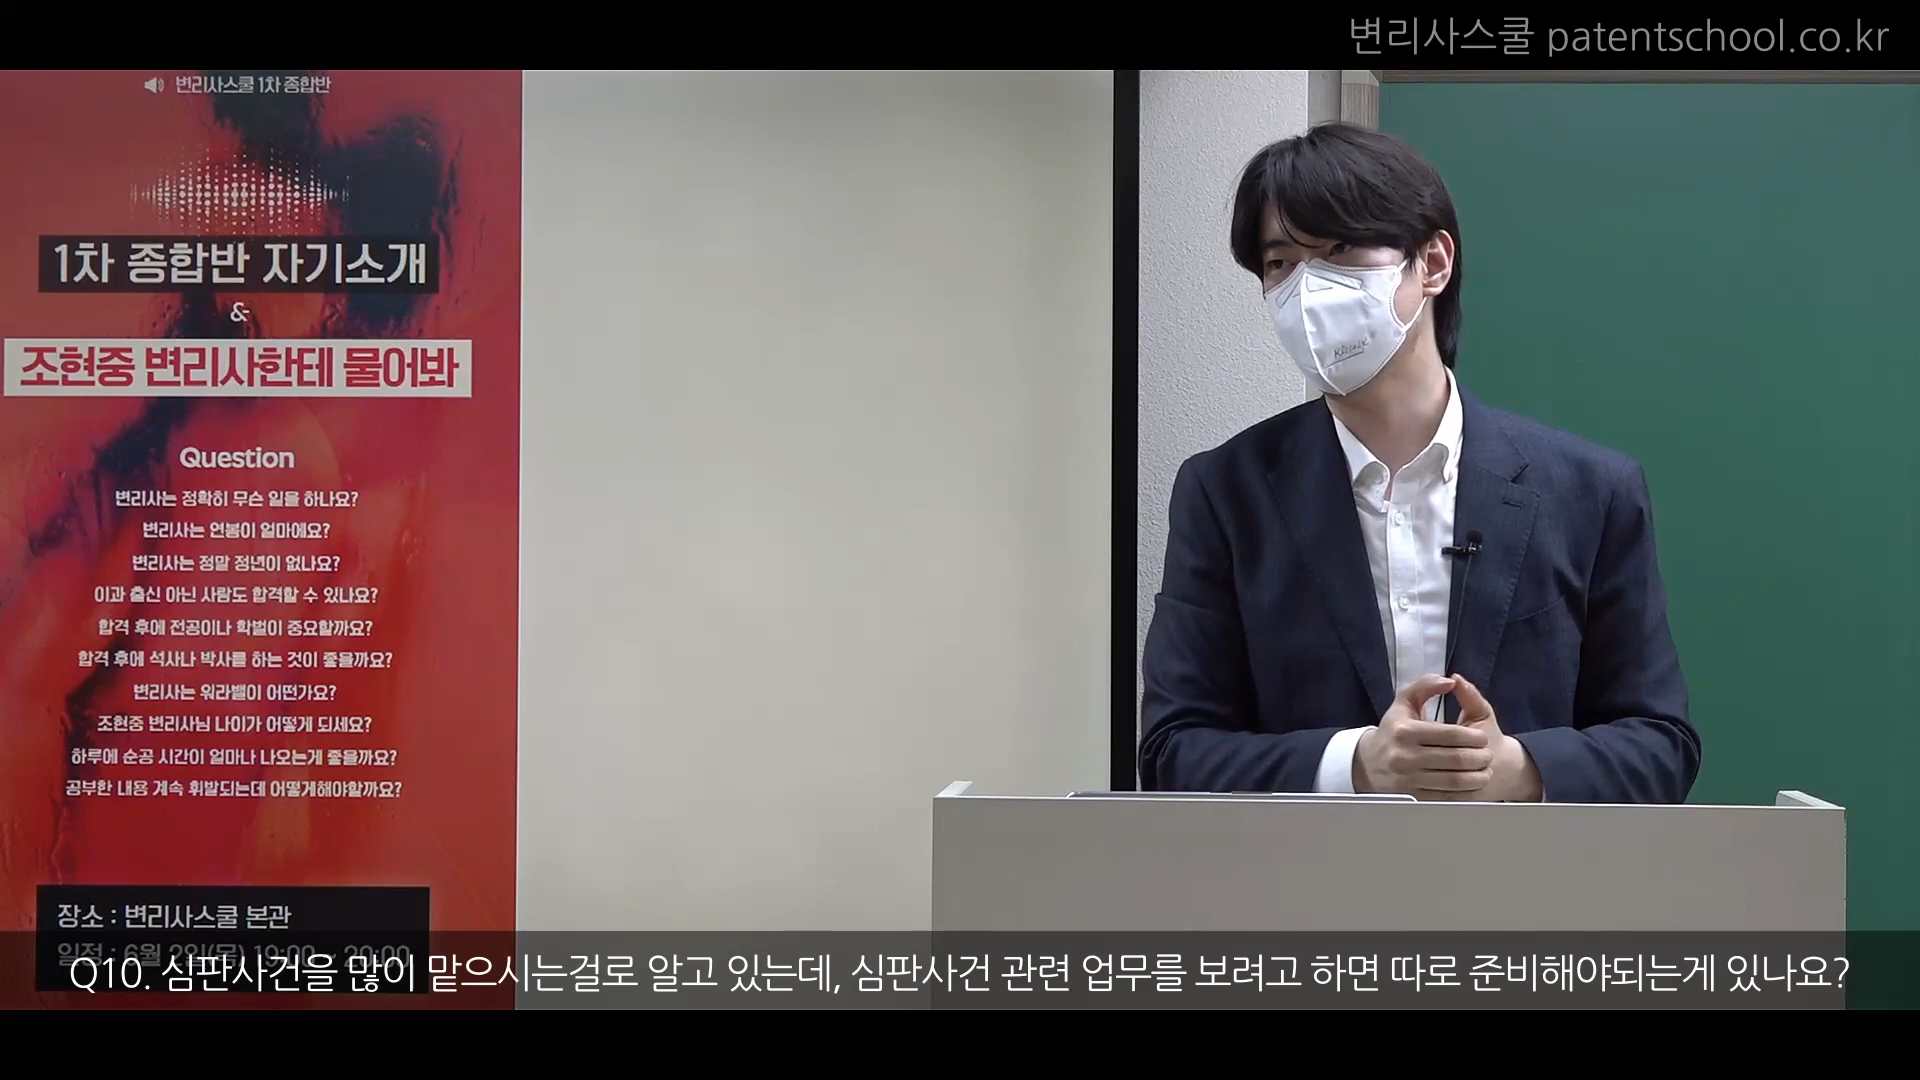 변리사스쿨 patentschool.co.kr
변리사스쿨 1차 종합반
1차 종합반 자기소개
&
조현중 변리사한테 물어봐
Question
변리사는 정확히 무슨 일을 하나요?
변리사는 연봉이 얼마에요?
변리사는 정말 정년이 없나요?
이과 출신 아닌 사람도 합격할 수 있나요?
합격 후에 전공이나 학벌이 중요할까요?
합격 후에 석사나 박사를 하는 것이 좋을까요?
변리사는 워라밸이 어떤가요?
조현중 변리사님 나이가 어떻게 되세요?
하루에 순공 시간이 얼마나 나오는게 좋을까요?
공부한 내용 계속 휘발되는데 어떻게해야할까요?
장소 : 변리사스쿨 본관
일정 : 6월 2일(목) 19:00 ~ 20:00
Q10. 심판사건을 많이 맡으시는걸로 알고 있는데, 심판사건 관련 업무를 보려고 하면 따로 준비해야되는게 있나요?
Kleenex